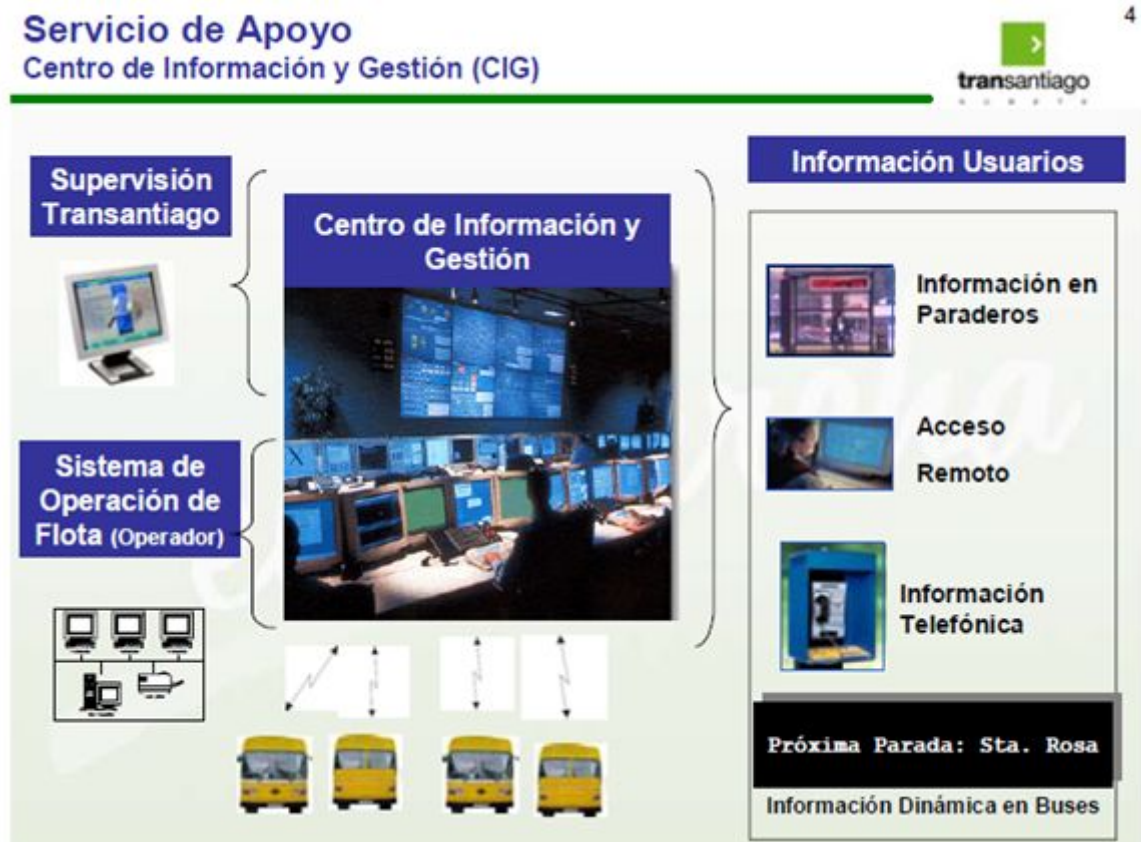 4
Servicio de Apoyo
Centro de Información y Gestión (CIG)
transantiago
Supervisión
Transantiago
Centro de Información y
Gestión
Información Usuarios
Información en
Paraderos
Acceso
Remoto
Sistema de
Operación de
Flota (Operador)
Información
Telefónica
Próxima Parada: Sta. Rosa
Información Dinámica en Buses